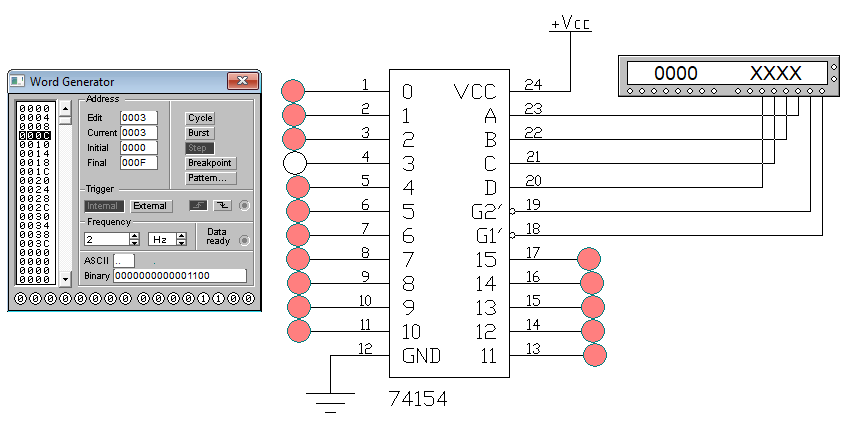 +Vcc
Word Generator
0000
0004
0008
000C
0010
0014
0018
001C
0020
0024
0028
002C
0030
0034
0038
003C
0000
0000
0000
0000
Address
Edit 0003
Current 0003
Initial 0000
Final 000F
Cycle
Burst
Step
Breakpoint
Pattern...
Trigger
Internal External
Frequency
2 Hz
Data
ready
ASCII .. .
Binary 0000000000001100
0 0 0 0 0 0 0 0 0 0 0 0 1 1 0 0
0000 XXXX
1 0 VCC 24
2 1 A 23
3 2 B 22
4 3 C 21
5 4 D 20
6 5 G2' 19
7 6 G1' 18
8 7 15 17
9 8 14 16
10 9 13 15
11 10 12 14
12 GND 11 13
74154